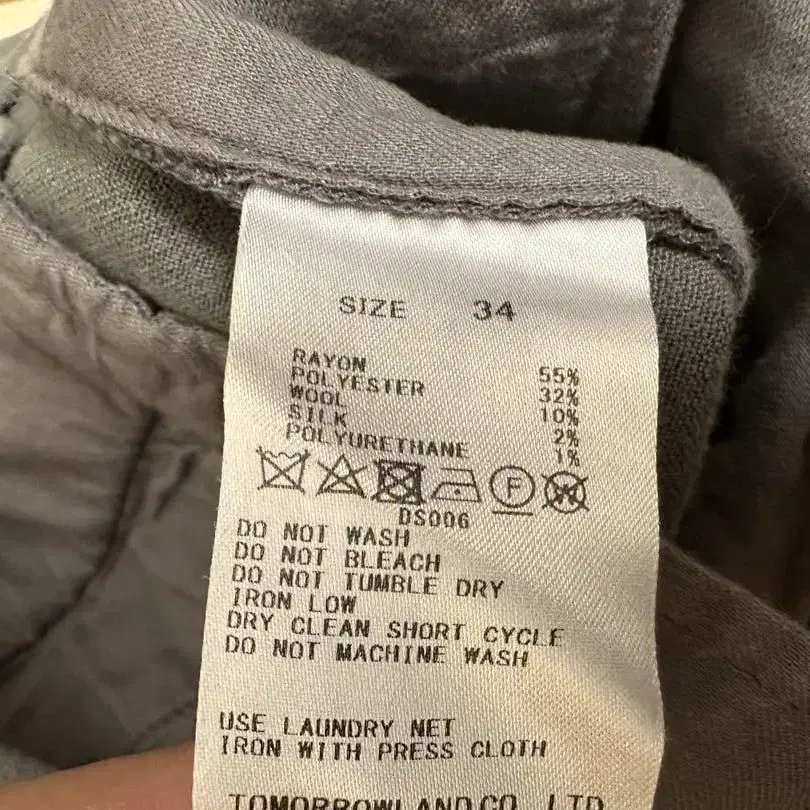 SIZE 34
RAYON 55%
POLYESTER 32%
WOOL 10%
SILK 2%
POLYURETHANE 1%
F W
DS006
DO NOT WASH
DO NOT BLEACH
DO NOT TUMBLE DRY
IRON LOW
DRY CLEAN SHORT CYCLE
DO NOT MACHINE WASH
USE LAUNDRY NET
IRON WITH PRESS CLOTH
TOMORROWLAND CO., LTD